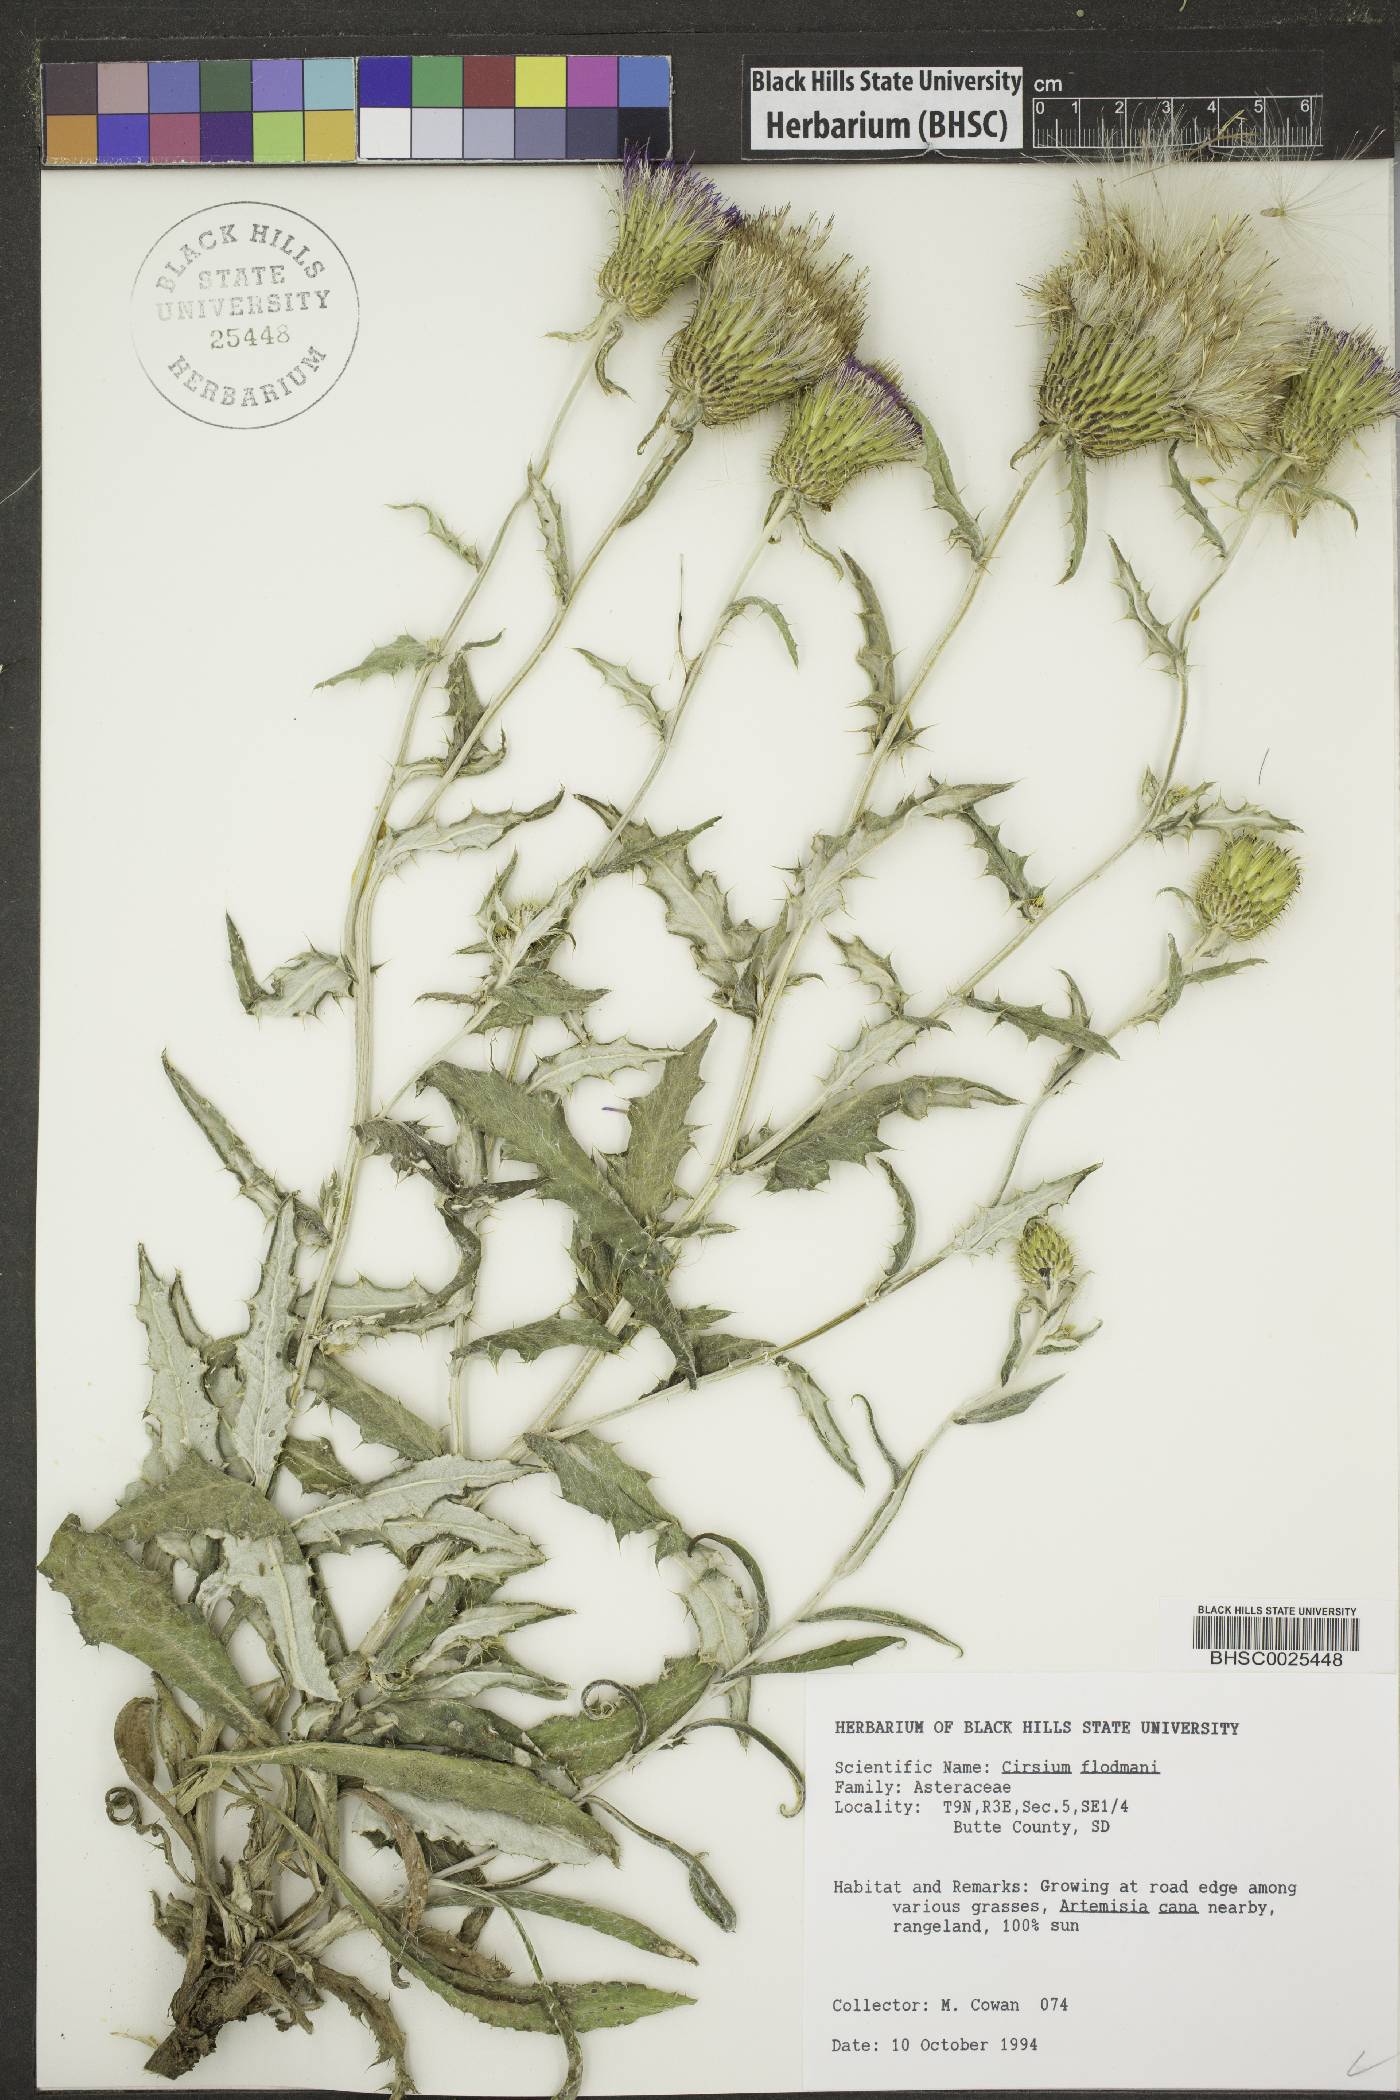 Black Hills State University
Herbarium (BHSC)
cm
0 1 2 3 4 5 6
BLACK HILLS
STATE
UNIVERSITY
25448
HERBARIUM
BLACK HILLS STATE UNIVERSITY
BHSC0025448
HERBARIUM OF BLACK HILLS STATE UNIVERSITY
Scientific Name: Cirsium flodmani
Family: Asteraceae
Locality: T9N,R3E,Sec.5,SE1/4
Butte County, SD
Habitat and Remarks: Growing at road edge among
various grasses, Artemisia cana nearby,
rangeland, 100% sun
Collector: M. Cowan 074
Date: 10 October 1994